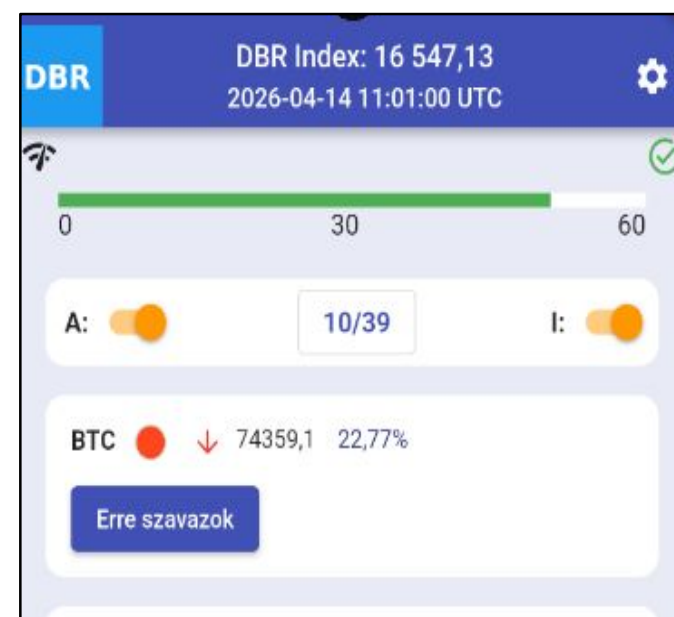 DBR
DBR Index: 16 547,13
2026-04-14 11:01:00 UTC
0 30 60
A: 10/39 I:
BTC 74359,1 22,77%
Erre szavazok